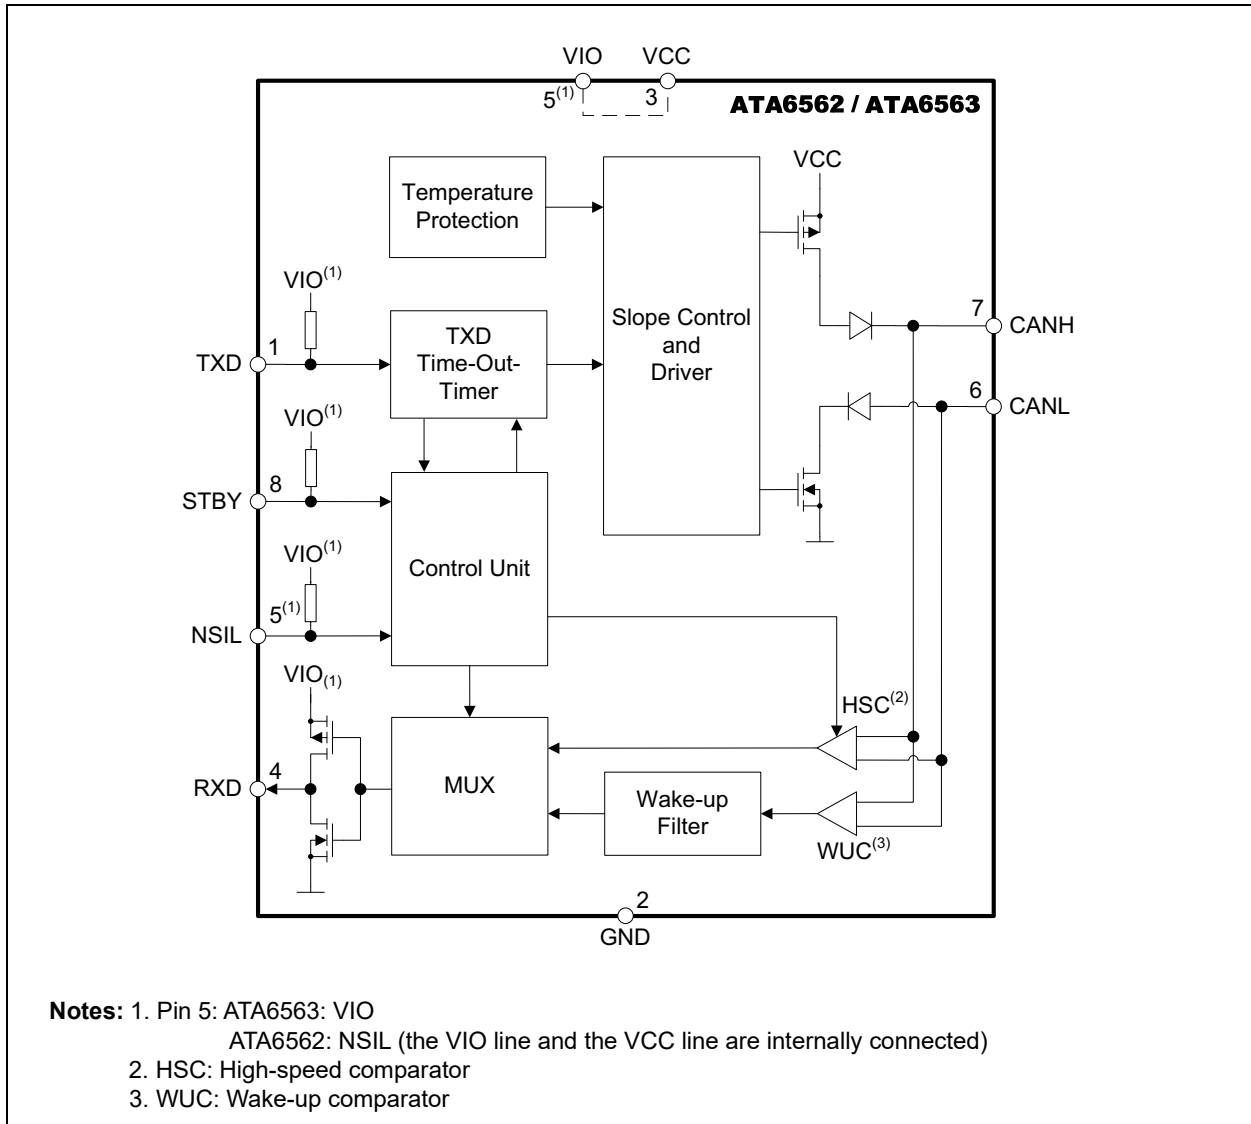 VIO VCC
5(1) 3 ATA6562 / ATA6563
VCC
Temperature
Protection
VIO(1)
Slope Control
and
Driver
7 CANH
TXD 1
TXD
Time-Out-
Timer
6 CANL
VIO(1)
STBY 8
VIO(1)
Control Unit
5(1)
NSIL
VIO(1)
HSC(2)
RXD 4
MUX
Wake-up
Filter
WUC(3)
2
GND
Notes: 1. Pin 5: ATA6563: VIO
ATA6562: NSIL (the VIO line and the VCC line are internally connected)
2. HSC: High-speed comparator
3. WUC: Wake-up comparator